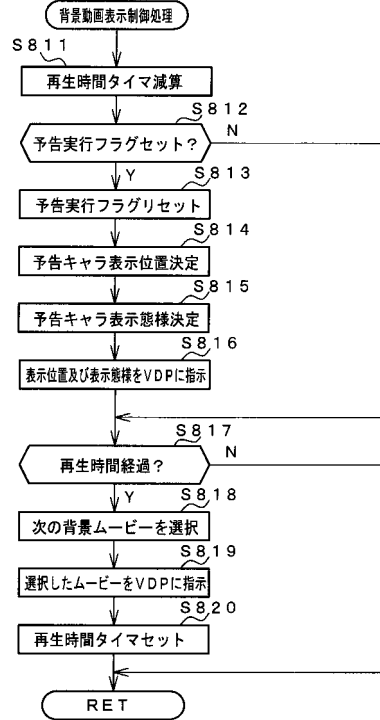 背景動画表示制御処理
S811
再生時間タイマ減算
S812
予告実行フラグセット？
N
Y
S813
予告実行フラグリセット
S814
予告キャラ表示位置決定
S815
予告キャラ表示態様決定
S816
表示位置及び表示態様をVDPに指示
S817
再生時間経過？
N
Y
S818
次の背景ムービーを選択
S819
選択したムービーをVDPに指示
S820
再生時間タイマセット
RET